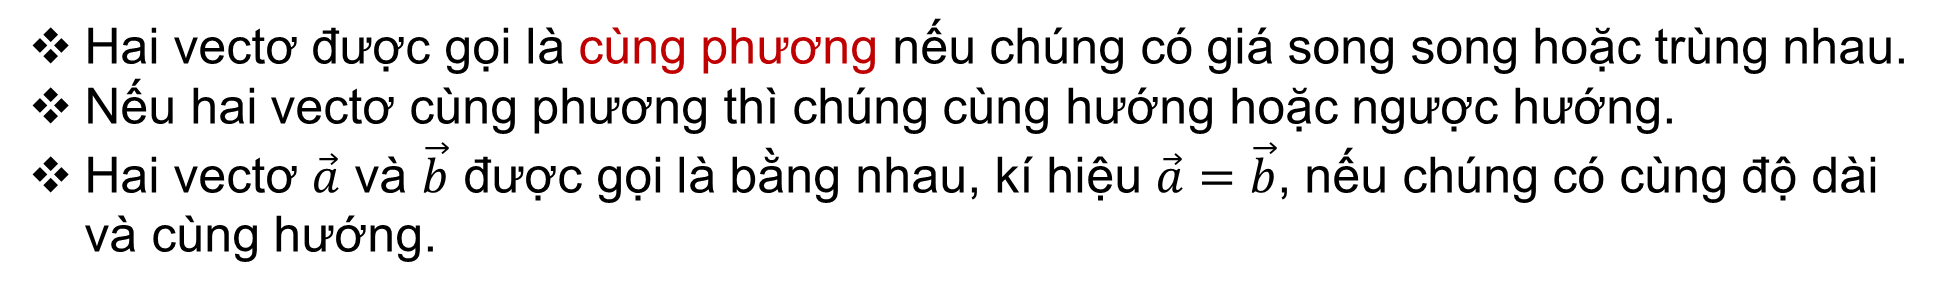 ❖ Hai vectơ được gọi là cùng phương nếu chúng có giá song song hoặc trùng nhau.
❖ Nếu hai vectơ cùng phương thì chúng cùng hướng hoặc ngược hướng.
❖ Hai vectơ a⃗ và b⃗ được gọi là bằng nhau, kí hiệu a⃗ = b⃗, nếu chúng có cùng độ dài
và cùng hướng.